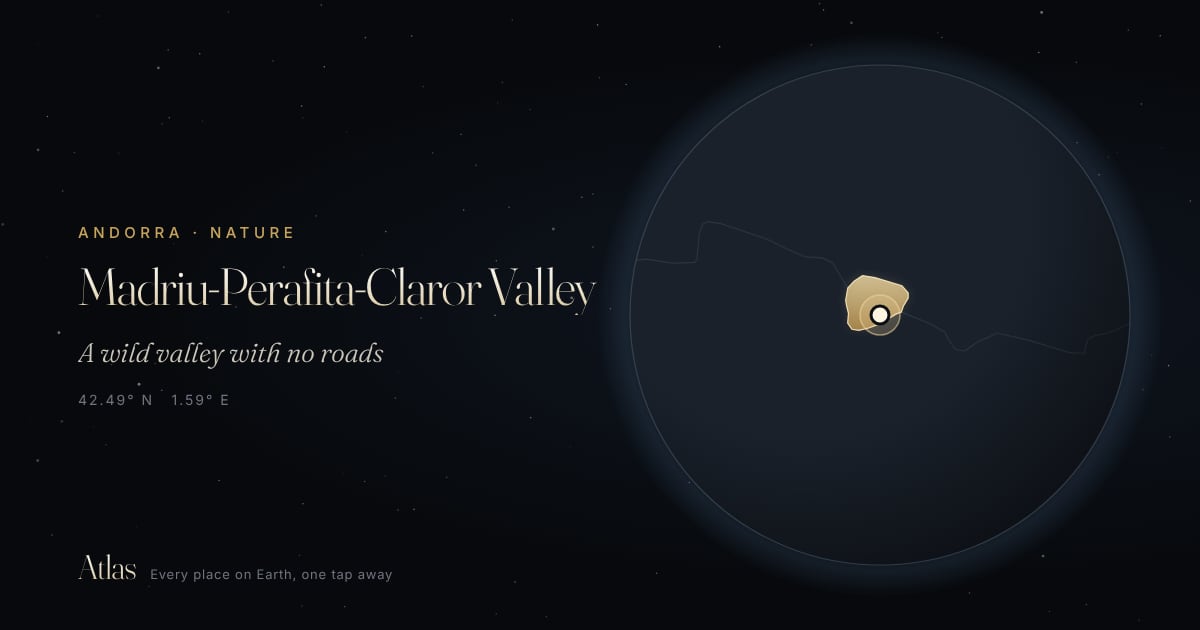 ANDORRA · NATURE
Madriu-Perafita-Claror Valley
A wild valley with no roads
42.49° N 1.59° E
Atlas Every place on Earth, one tap away